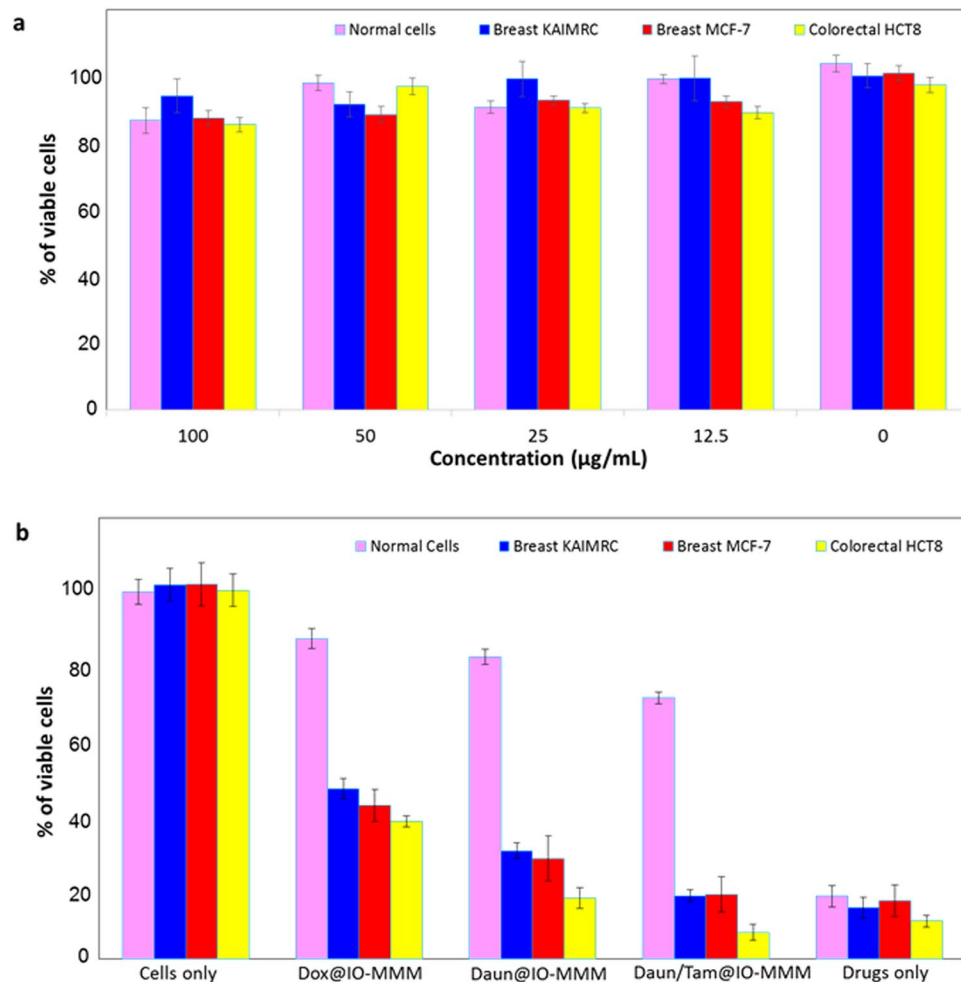 a
Normal cells Breast KAIMRC Breast MCF-7 Colorectal HCT8
100
80
60
40
20
0
% of viable cells
100 50 25 12.5 0
Concentration (µg/mL)
b
Normal Cells Breast KAIMRC Breast MCF-7 Colorectal HCT8
100
80
60
40
20
0
% of viable cells
Cells only Dox@IO-MMM Daun@IO-MMM Daun/Tam@IO-MMM Drugs only